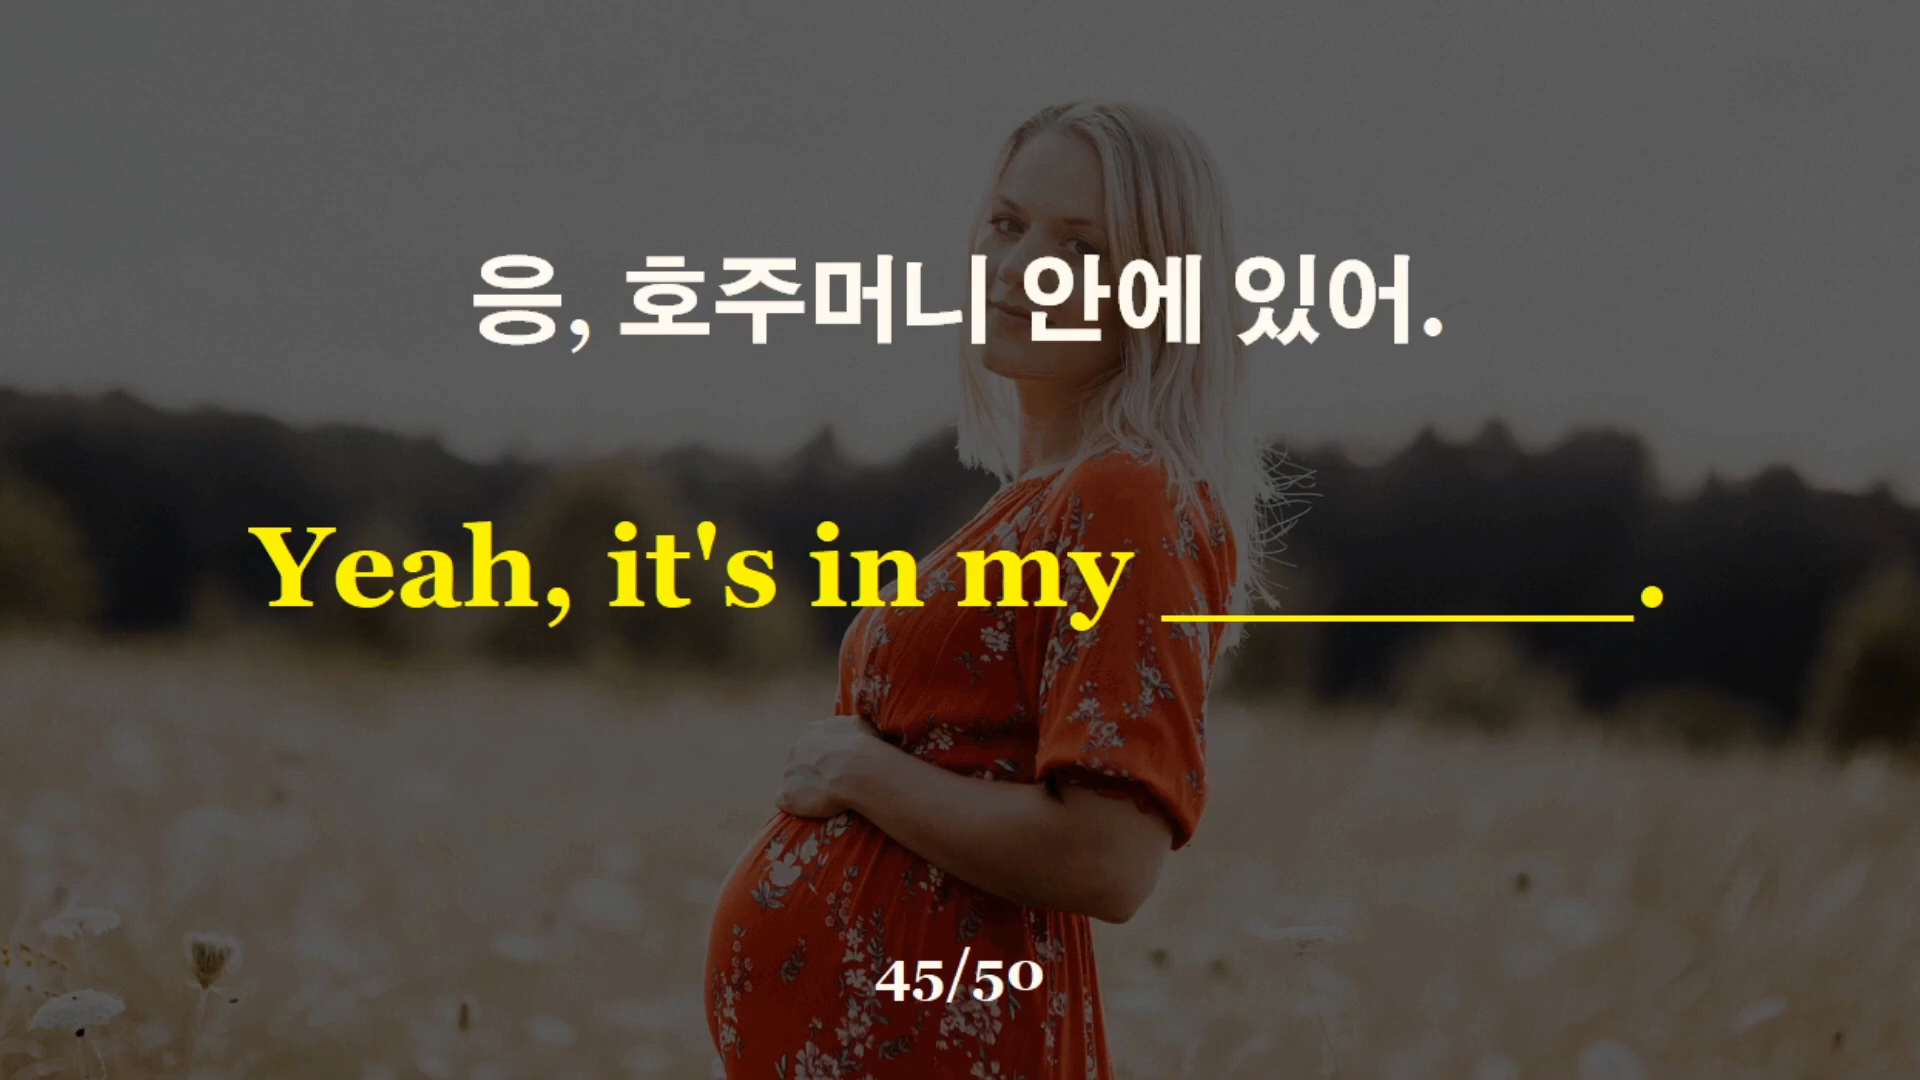 응, 호주머니 안에 있어.
Yeah, it's in my ________.
45/50